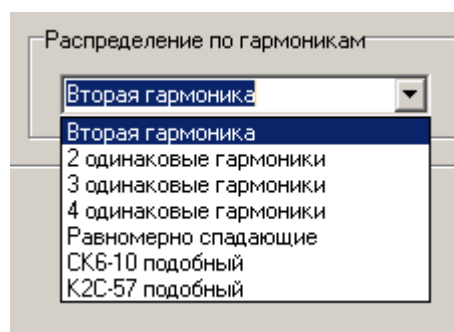 Распределение по гармоникам
Вторая гармоника
Вторая гармоника
2 одинаковые гармоники
3 одинаковые гармоники
4 одинаковые гармоники
Равномерно спадающие
СК6-10 подобный
К2С-57 подобный